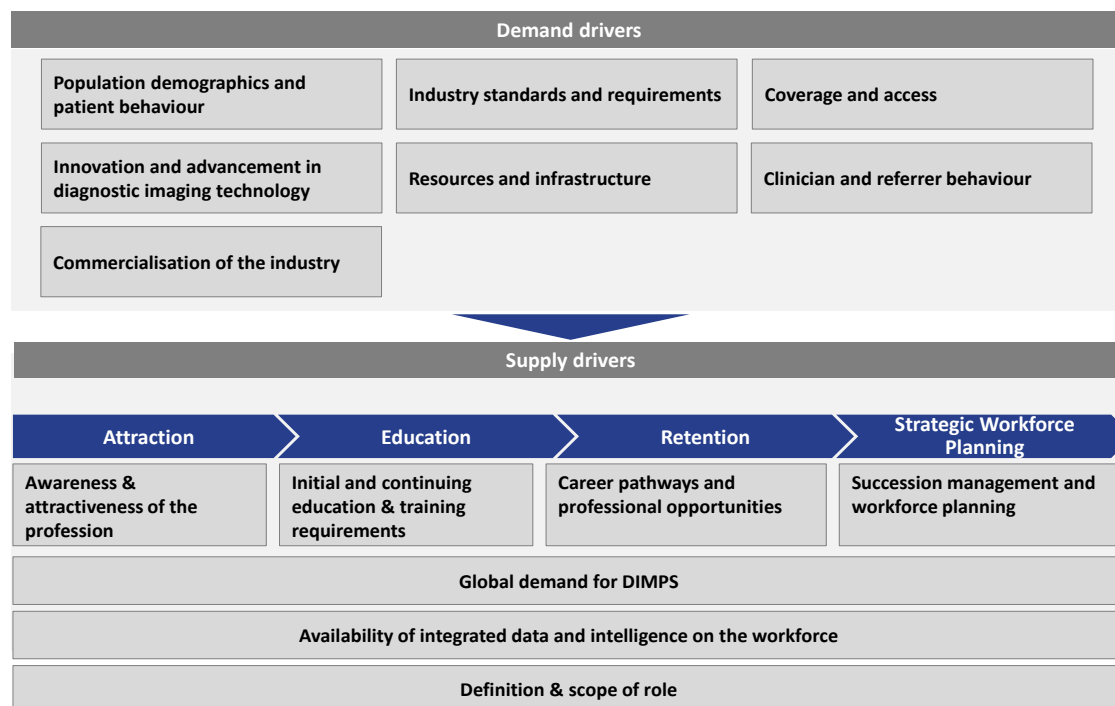 Demand drivers
Population demographics and
patient behaviour
Industry standards and requirements
Coverage and access
Innovation and advancement in
diagnostic imaging technology
Resources and infrastructure
Clinician and referrer behaviour
Commercialisation of the industry
Supply drivers
Attraction
Education
Retention
Strategic Workforce
Planning
Awareness &
attractiveness of the
profession
Initial and continuing
education & training
requirements
Career pathways and
professional opportunities
Succession management and
workforce planning
Global demand for DIMPS
Availability of integrated data and intelligence on the workforce
Definition & scope of role